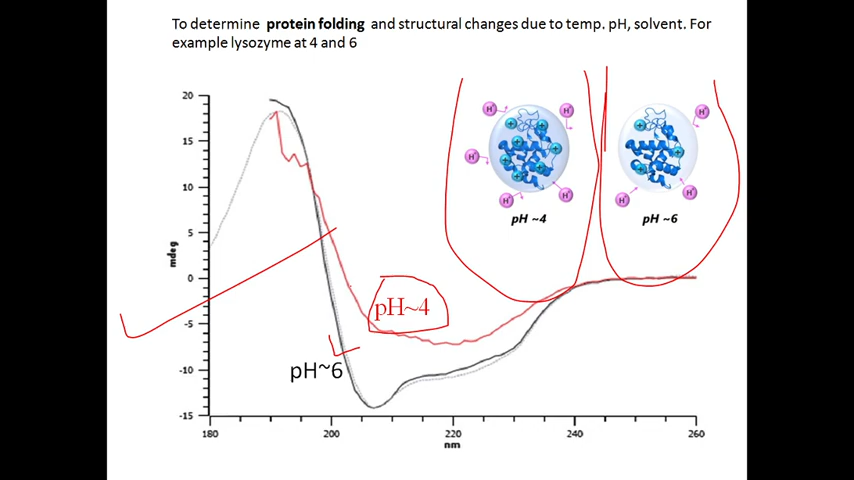 To determine protein folding and structural changes due to temp. pH, solvent. For
example lysozyme at 4 and 6
20
15
10
5
0
-5
-10
-15
mdeg
180
200
220
240
260
nm
pH~4
pH~6
H⁺
H⁺
H⁺
H⁺
H⁺
+
+
+
+
+
+
pH ~4
H⁺
H⁺
H⁺
+
+
+
pH ~6